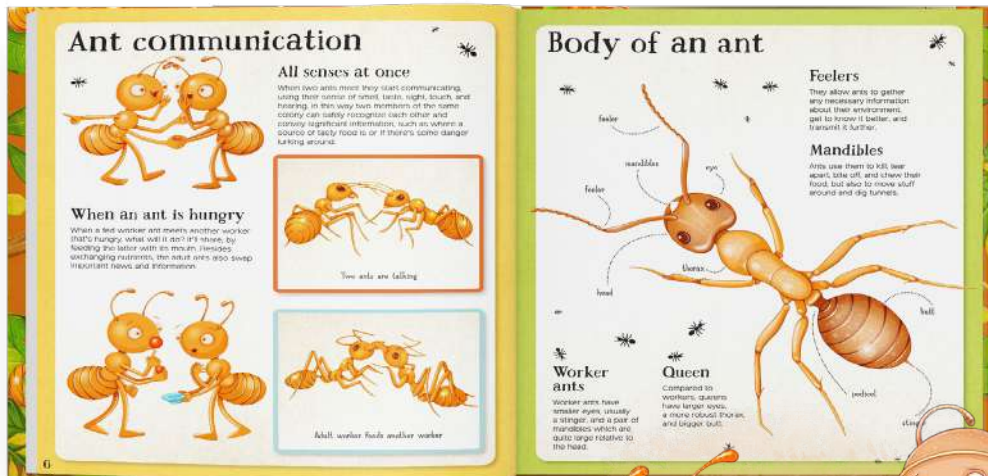 Ant communication
All senses at once
When two ants meet they start communicating,
using their sense of smell, taste, sight, touch, and
hearing. In this way two members of the same
colony can safely recognize each other and
convey significant information, such as where a
source of tasty food is or if there's some danger
lurking around.
Two ants are talking
When an ant is hungry
When a fed worker ant meets another worker
that's hungry, what will it do? It'll share, by
feeding the latter with its mouth. Besides
exchanging nutrients, the adult ants also swap
important news and information.
Adult worker feeds another worker
6
Body of an ant
Feelers
They allow ants to gather
any necessary information
about their environment,
get to know it better, and
transmit it further.
Mandibles
Ants use them to kill, tear
apart, bite off, and chew their
food, but also to move stuff
around and dig tunnels.
feeler
mandibles
eye
feeler
thorax
head
butt
pedicel
sting
Worker
ants
Worker ants have
smaller eyes, usually
a stinger, and a pair of
mandibles which are
quite large relative to
the head.
Queen
Compared to
workers, queens
have larger eyes,
a more robust thorax,
and bigger butt.